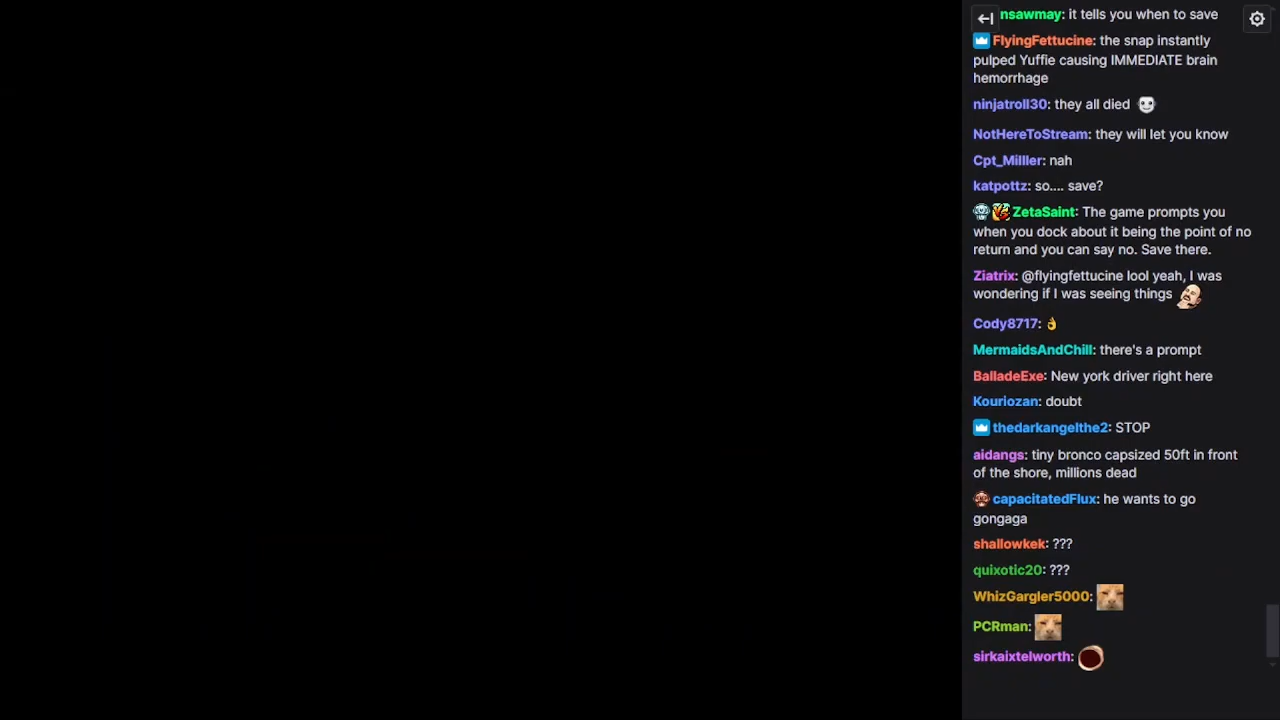 nsawmay: it tells you when to save
FlyingFettucine: the snap instantly
pulped Yuffie causing IMMEDIATE brain
hemorrhage
ninjatroll30: they all died
NotHereToStream: they will let you know
Cpt_Milller: nah
katpottz: so.... save?
ZetaSaint: The game prompts you
when you dock about it being the point of no
return and you can say no. Save there.
Ziatrix: @flyingfettucine lool yeah, I was
wondering if I was seeing things
Cody8717:
MermaidsAndChill: there's a prompt
BalladeExe: New york driver right here
Kouriozan: doubt
thedarkangelthe2: STOP
aidangs: tiny bronco capsized 50ft in front
of the shore, millions dead
capacitatedFlux: he wants to go
gongaga
shallowkek: ???
quixotic20: ???
WhizGargler5000:
PCRman:
sirkaixtelworth: